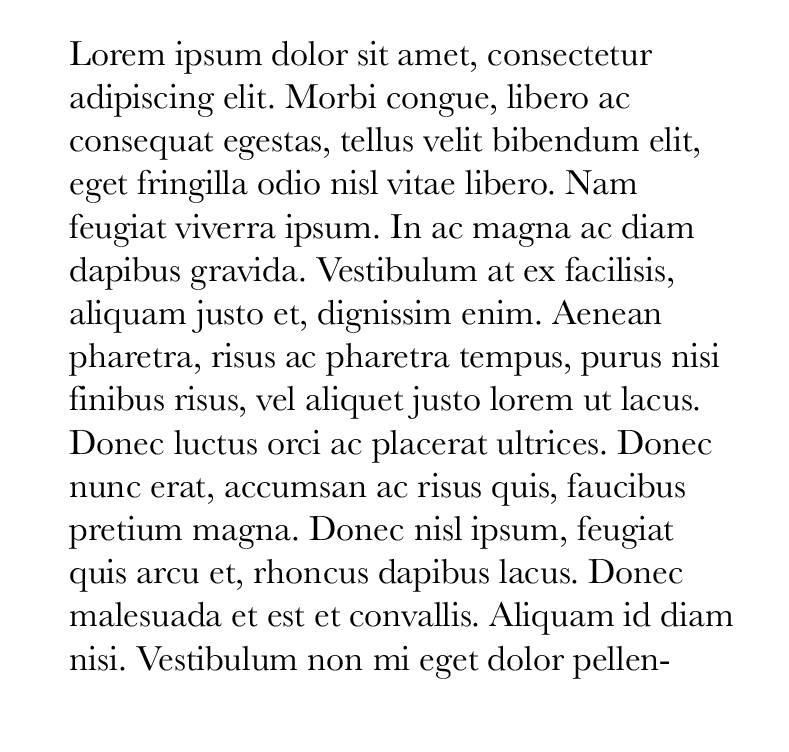 Lorem ipsum dolor sit amet, consectetur
adipiscing elit. Morbi congue, libero ac
consequat egestas, tellus velit bibendum elit,
eget fringilla odio nisl vitae libero. Nam
feugiat viverra ipsum. In ac magna ac diam
dapibus gravida. Vestibulum at ex facilisis,
aliquam justo et, dignissim enim. Aenean
pharetra, risus ac pharetra tempus, purus nisi
finibus risus, vel aliquet justo lorem ut lacus.
Donec luctus orci ac placerat ultrices. Donec
nunc erat, accumsan ac risus quis, faucibus
pretium magna. Donec nisl ipsum, feugiat
quis arcu et, rhoncus dapibus lacus. Donec
malesuada et est et convallis. Aliquam id diam
nisi. Vestibulum non mi eget dolor pellen-